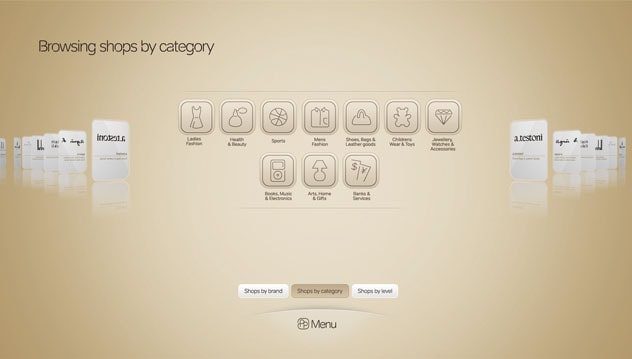 Browsing shops by category
Ladies
Fashion
Health
& Beauty
Sports
Mens
Fashion
Shoes, Bags &
Leather goods
Childrens
Wear & Toys
Jewellery,
Watches &
Accessories
a.testoni
a.testoni
agnès b.
Books, Music
& Electronics
Arts, Home
& Gifts
Banks &
Services
Shops by brand
Shops by category
Shops by level
Menu